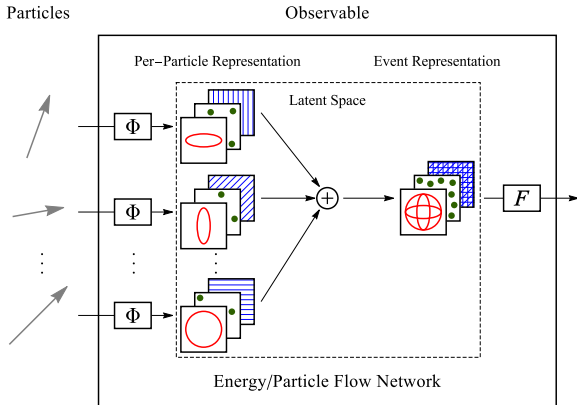 Particles
Observable
Per-Particle Representation
Event Representation
Latent Space
Φ
Φ
+
F
Φ
Energy/Particle Flow Network